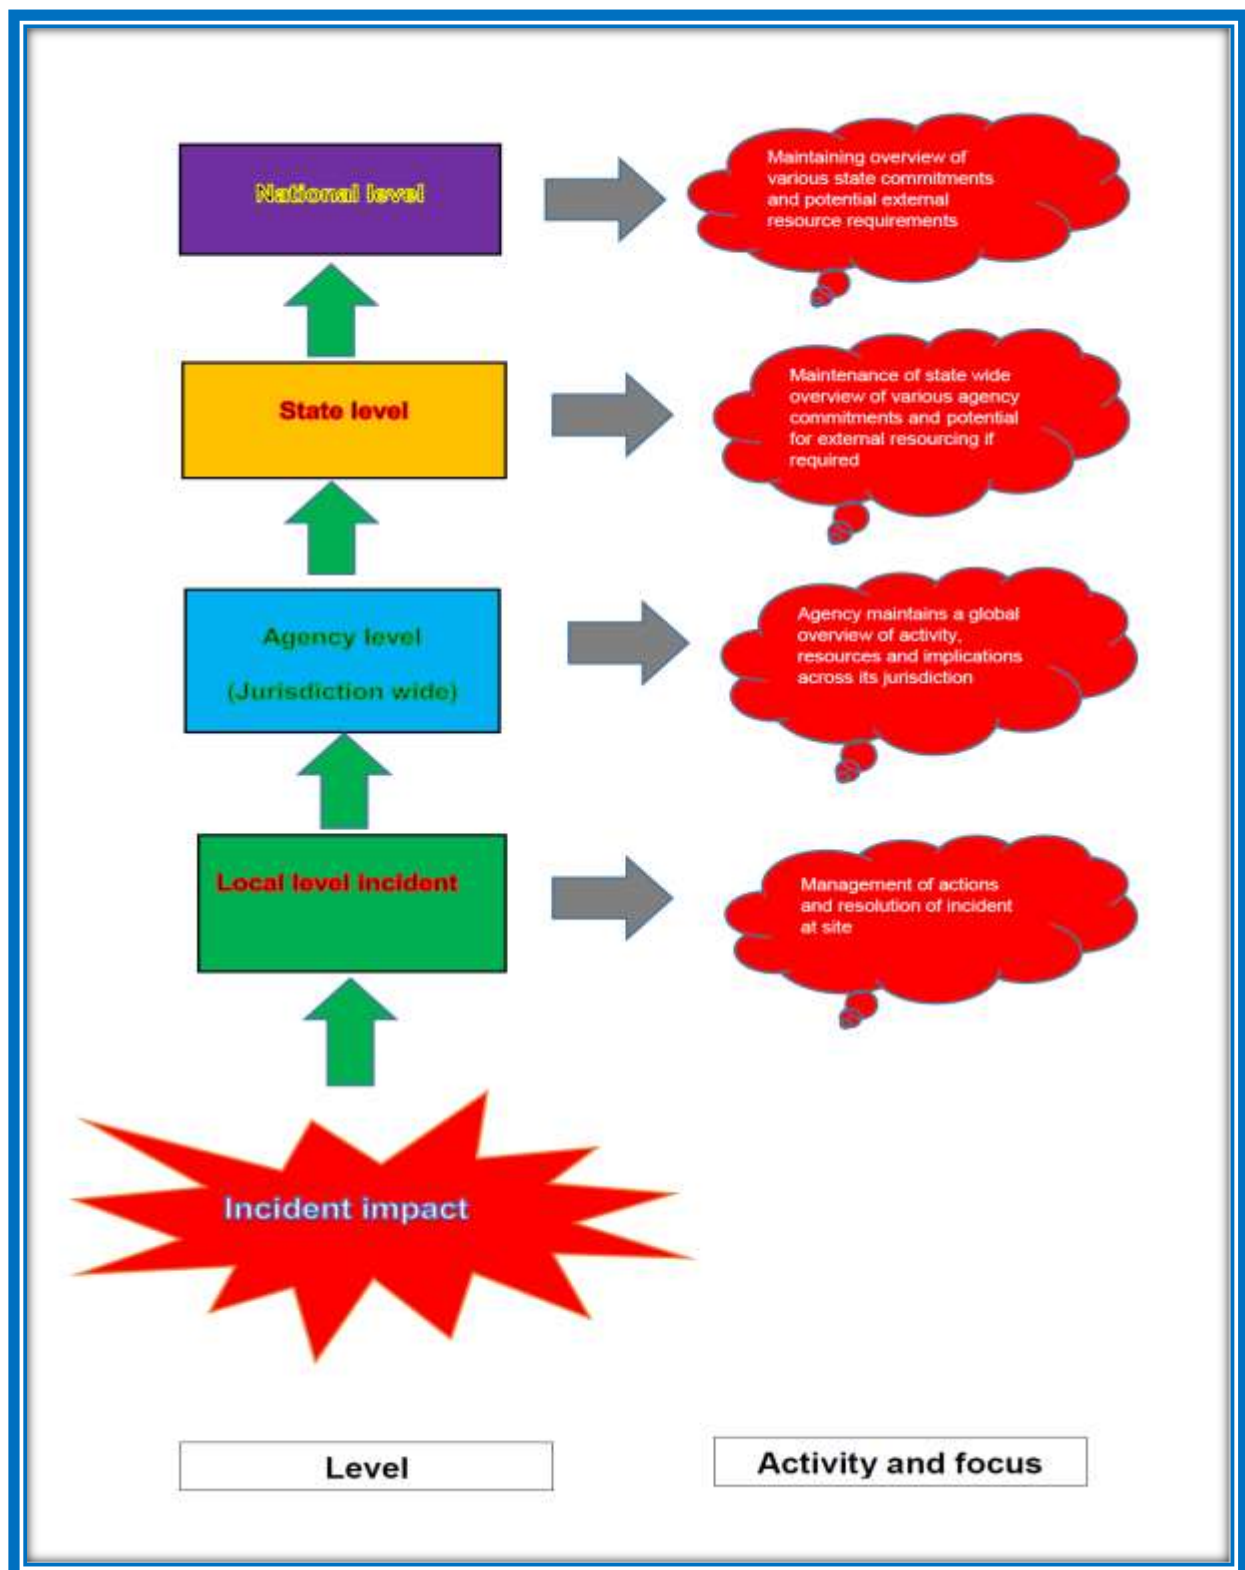 National level
Maintaining overview of
various state commitments
and potential external
resource requirements
State level
Maintenance of state wide
overview of various agency
commitments and potential
for external resourcing if
required
Agency level
(Jurisdiction wide)
Agency maintains a global
overview of activity,
resources and implications
across its jurisdiction
Local level incident
Management of actions
and resolution of incident
at site
Incident impact
Level
Activity and focus